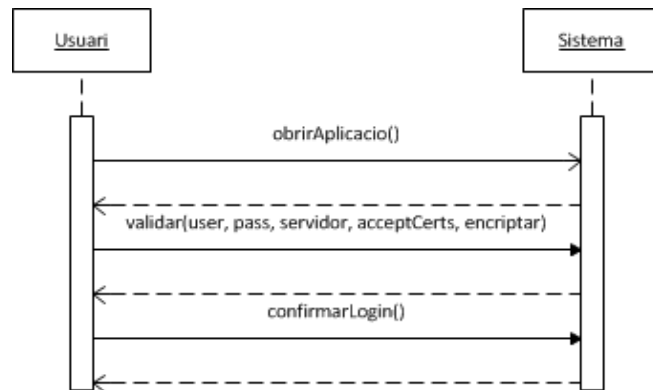 Usuari
Sistema
obrirAplicacio()
validar(user, pass, servidor, acceptCerts, encriptar)
confirmarLogin()